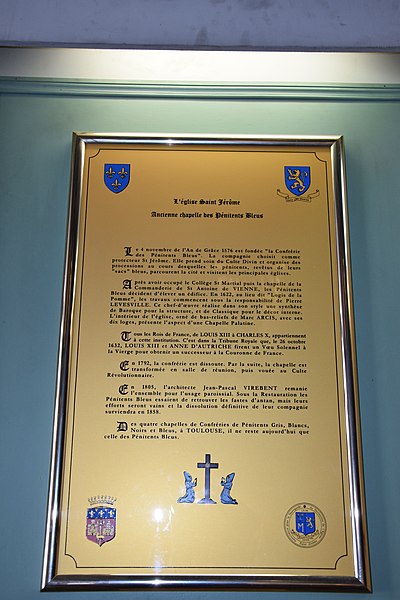 L'église Saint Jérôme
Ancienne chapelle des Pénitents Bleus
Le 4 novembre de l'An de Grâce 1576 est fondée "la Confrérie
des Pénitents Bleus". La compagnie choisit comme
protecteur St Jérôme. Elle prend soin du Culte Divin et organise des
processions au cours desquelles les pénitents, revêtus de leurs
"sacs" bleus, parcourent la cité et visitent les principales églises.
Après avoir occupé le Collège St Martial puis la chapelle de la
Commanderie de St Antoine de VIENNE, les Pénitents
Bleus décident d'élever un édifice. En 1622, au lieu dit "Logis de la
Pomme", les travaux commencent sous la responsabilité de Pierre
LEVESVILLE. Ce chef-d'œuvre réalise dans son style une synthèse
de Baroque pour la structure, et de Classique pour le décor interne.
L'intérieur de l'église, orné de bas-reliefs de Marc ARCIS, avec ses
dix loges, présente l'aspect d'une Chapelle Palatine.
Tous les Rois de France, de LOUIS XIII à CHARLES X, appartiennent
à cette institution. C'est dans la Tribune Royale que, le 26 octobre
1632, LOUIS XIII et ANNE D'AUTRICHE firent un Vœu Solennel à
la Vierge pour obtenir un successeur à la Couronne de France.
En 1792, la confrérie est dissoute. Par la suite, la chapelle est
transformée en salle de réunion, puis vouée au Culte
Révolutionnaire.
En 1805, l'architecte Jean-Pascal VIREBENT remanie
l'ensemble pour l'usage paroissial. Sous la Restauration les
Pénitents Bleus essaient de retrouver les fastes d'antan, mais leurs
efforts seront vains et la dissolution définitive de leur compagnie
surviendra en 1858.
Des quatre chapelles de Confréries de Pénitents Gris, Blancs,
Noirs et Bleus, à TOULOUSE, il ne reste aujourd'hui que
celle des Pénitents Bleus.